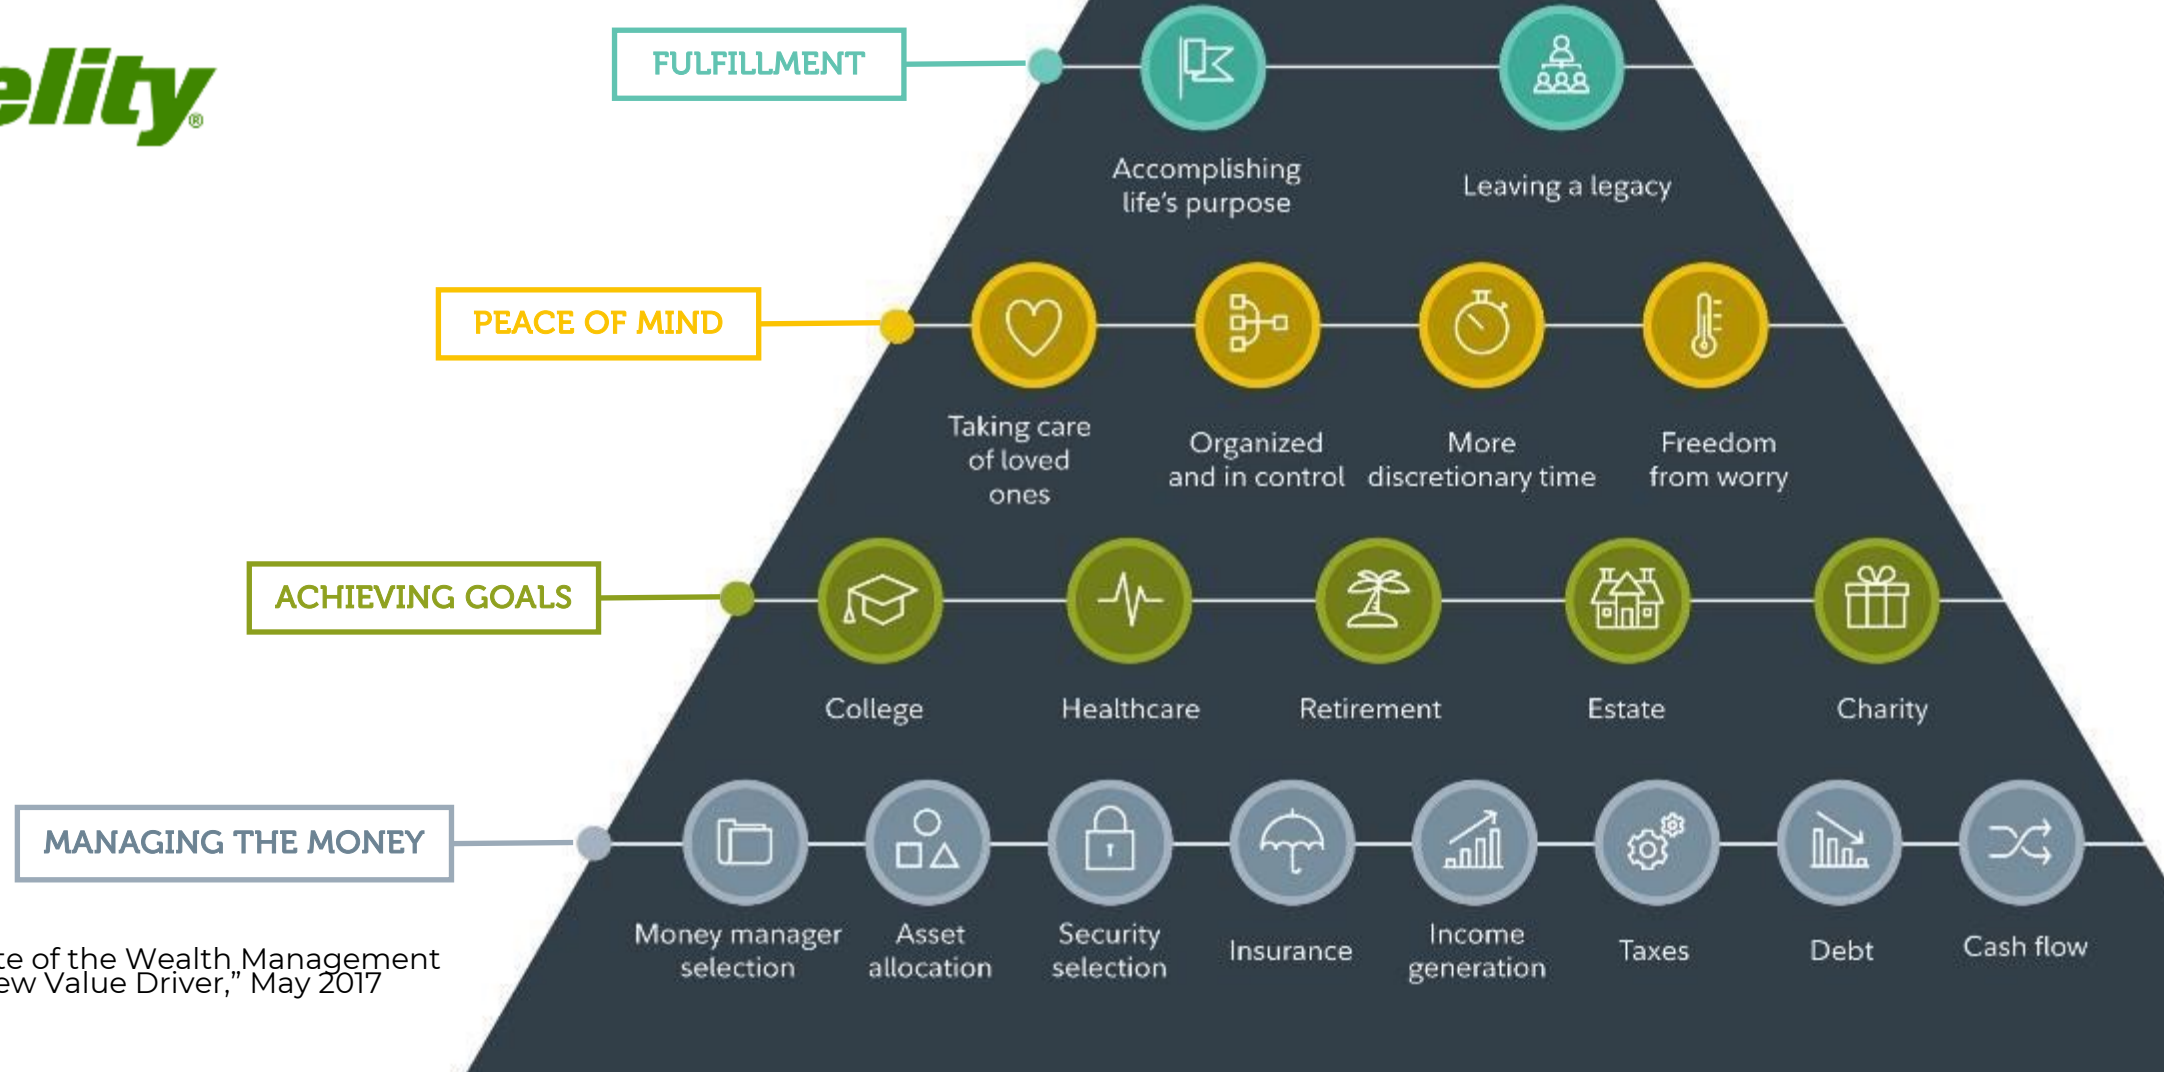 elity®
FULFILLMENT
Accomplishing
life's purpose
Leaving a legacy
PEACE OF MIND
Taking care
of loved
ones
Organized
and in control
More
discretionary time
Freedom
from worry
ACHIEVING GOALS
College
Healthcare
Retirement
Estate
Charity
MANAGING THE MONEY
Money manager
selection
Asset
allocation
Security
selection
Insurance
Income
generation
Taxes
Debt
Cash flow
te of the Wealth Management
ew Value Driver,” May 2017